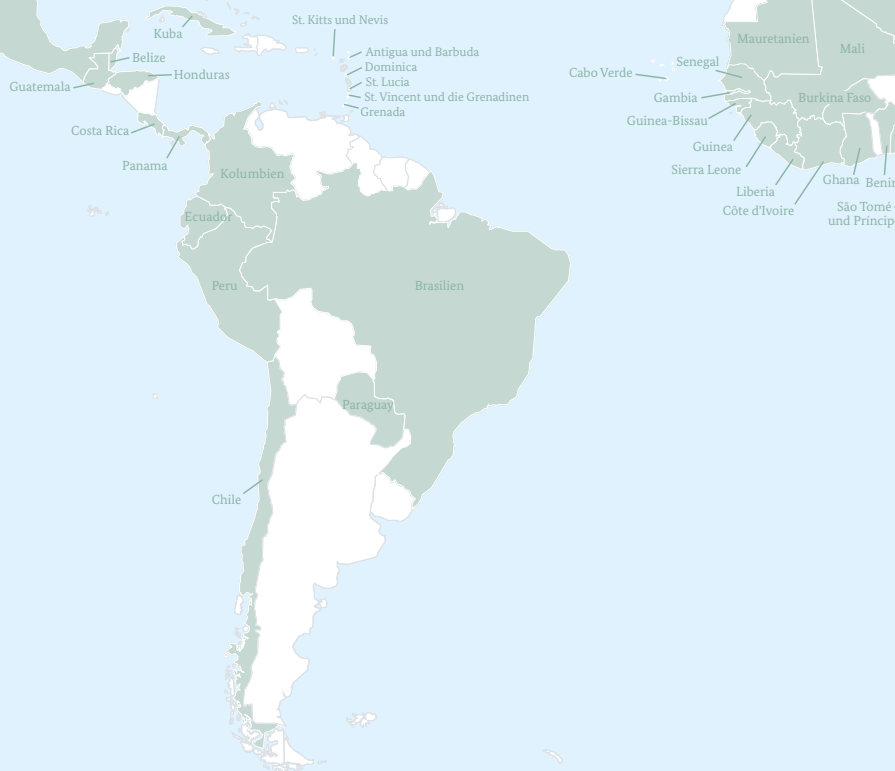 St. Kitts und Nevis
Kuba
Antigua und Barbuda
Belize
Dominica
Honduras
St. Lucia
Guatemala
St. Vincent und die Grenadinen
Grenada
Costa Rica
Panama
Kolumbien
Ecuador
Peru
Brasilien
Paraguay
Chile
Mauretanien
Mali
Senegal
Cabo Verde
Gambia
Burkina Faso
Guinea-Bissau
Guinea
Sierra Leone
Liberia
Ghana
Benin
Côte d'Ivoire
São Tomé
und Príncip